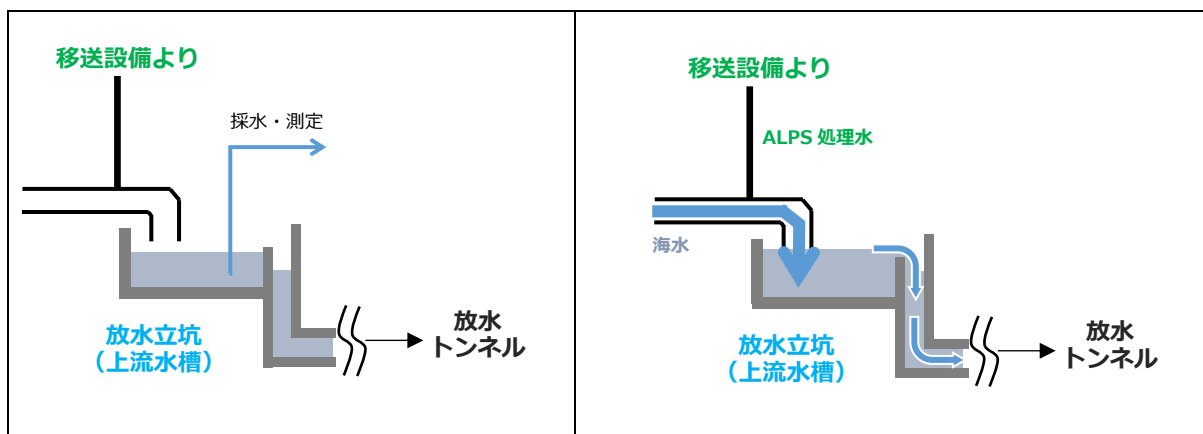 移送設備より
採水・測定
放水立坑
（上流水槽）
放水
トンネル
移送設備より
ALPS 処理水
海水
放水立坑
（上流水槽）
放水
トンネル